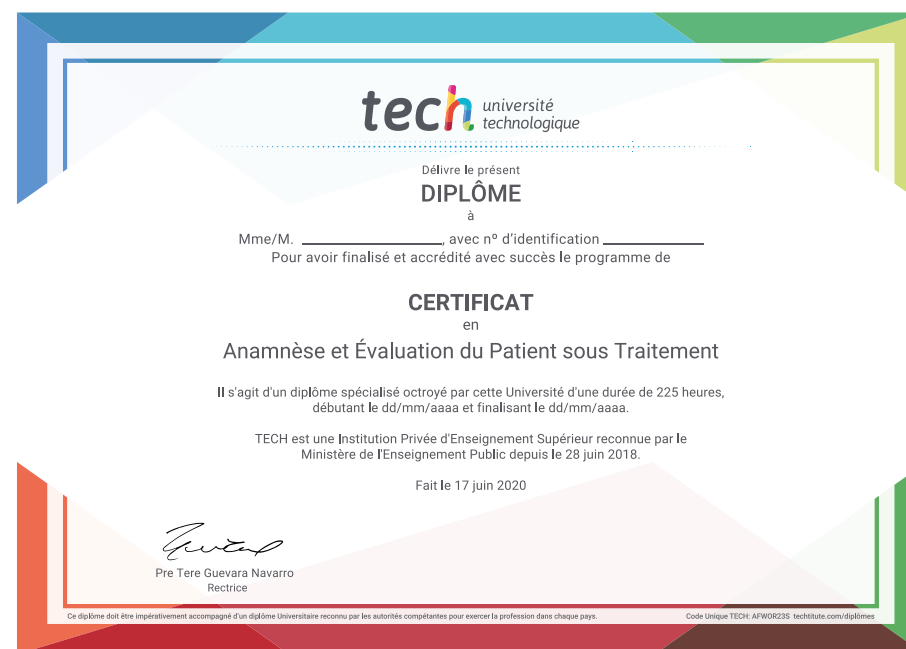 tech université
technologique
Délivre le présent
DIPLÔME
à
Mme/M. ____________________, avec nº d'identification ______________
Pour avoir finalisé et accrédité avec succès le programme de
CERTIFICAT
en
Anamnèse et Évaluation du Patient sous Traitement
Il s'agit d'un diplôme spécialisé octroyé par cette Université d'une durée de 225 heures,
débutant le dd/mm/aaaa et finalisant le dd/mm/aaaa.
TECH est une Institution Privée d'Enseignement Supérieur reconnue par le
Ministère de l'Enseignement Public depuis le 28 juin 2018.
Fait le 17 juin 2020
Pre Tere Guevara Navarro
Rectrice
Ce diplôme doit être impérativement accompagné d'un diplôme Universitaire reconnu par les autorités compétentes pour exercer la profession dans chaque pays.
Code Unique TECH: AFWOR23S techtitute.com/diplômes